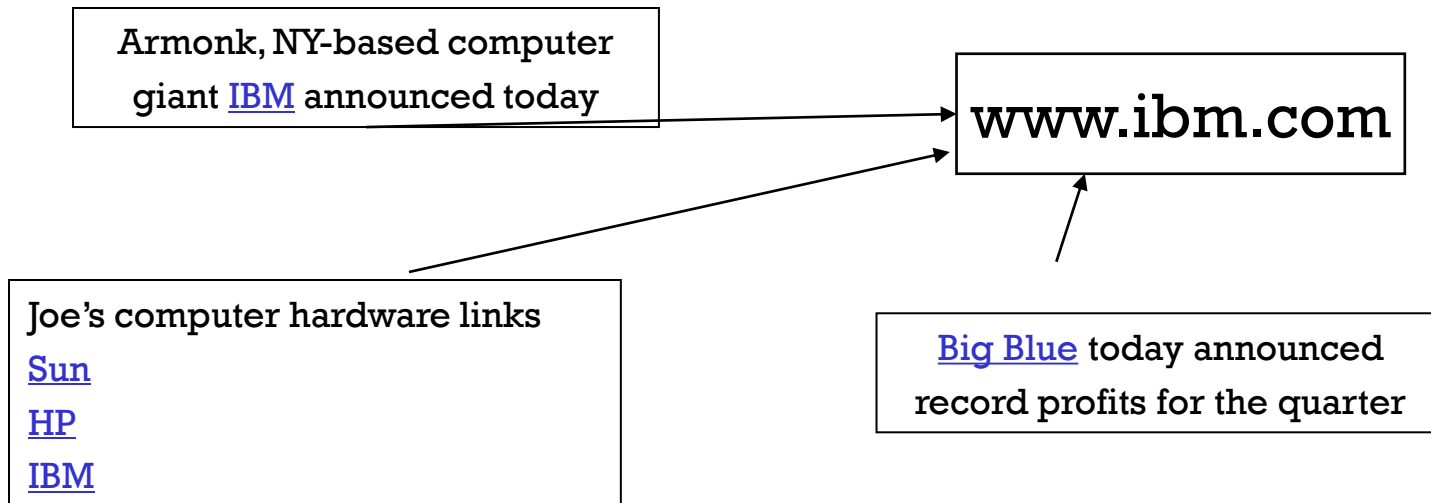 Armonk, NY-based computer
giant IBM announced today
www.ibm.com
Joe’s computer hardware links
Sun
HP
IBM
Big Blue today announced
record profits for the quarter